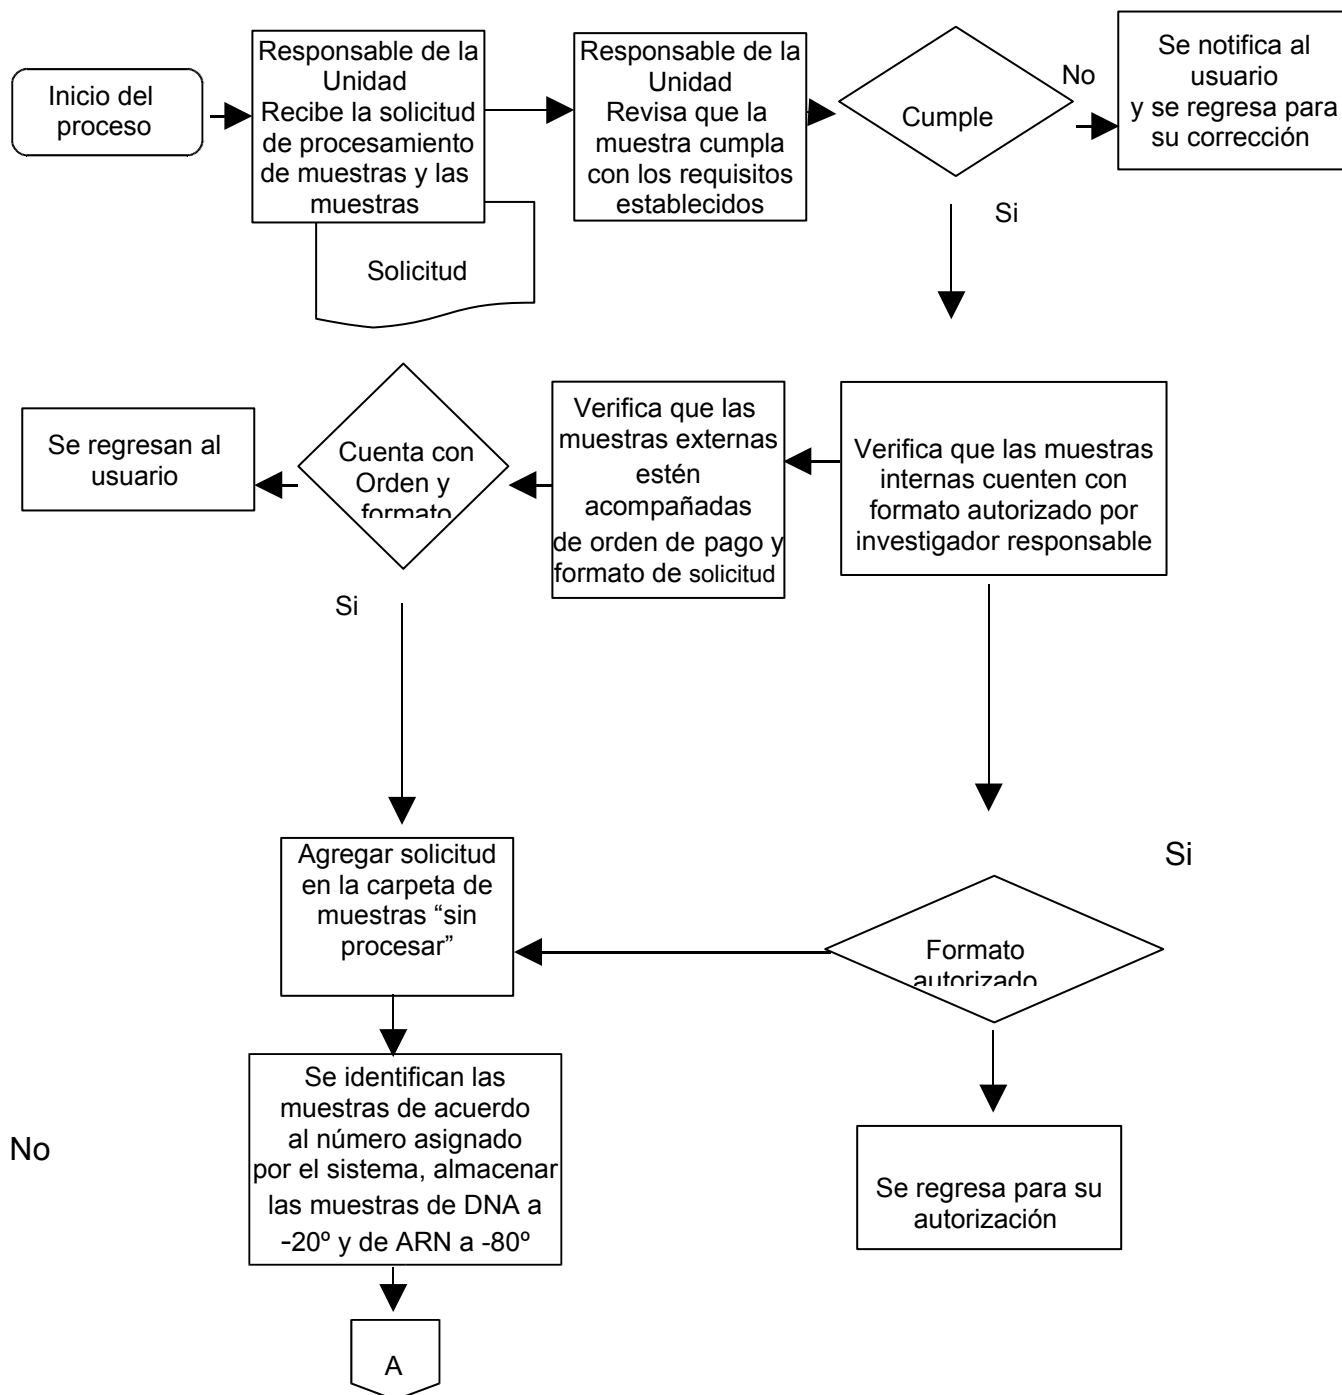 Inicio del
proceso
Responsable de la
Unidad
Recibe la solicitud
de procesamiento
de muestras y las
muestras
Solicitud
Responsable de la
Unidad
Revisa que la
muestra cumpla
con los requisitos
establecidos
Cumple
No
Se notifica al
usuario
y se regresa para
su corrección
Si
Se regresan al
usuario
Cuenta con
Orden y
formato
Verifica que las
muestras externas
estén
acompañadas
de orden de pago y
formato de solicitud
Verifica que las muestras
internas cuenten con
formato autorizado por
investigador responsable
Si
Agregar solicitud
en la carpeta de
muestras “sin
procesar”
Si
Formato
autorizado
Se identifican las
muestras de acuerdo
al número asignado
por el sistema, almacenar
las muestras de DNA a
-20º y de ARN a -80º
No
Se regresa para su
autorización
A